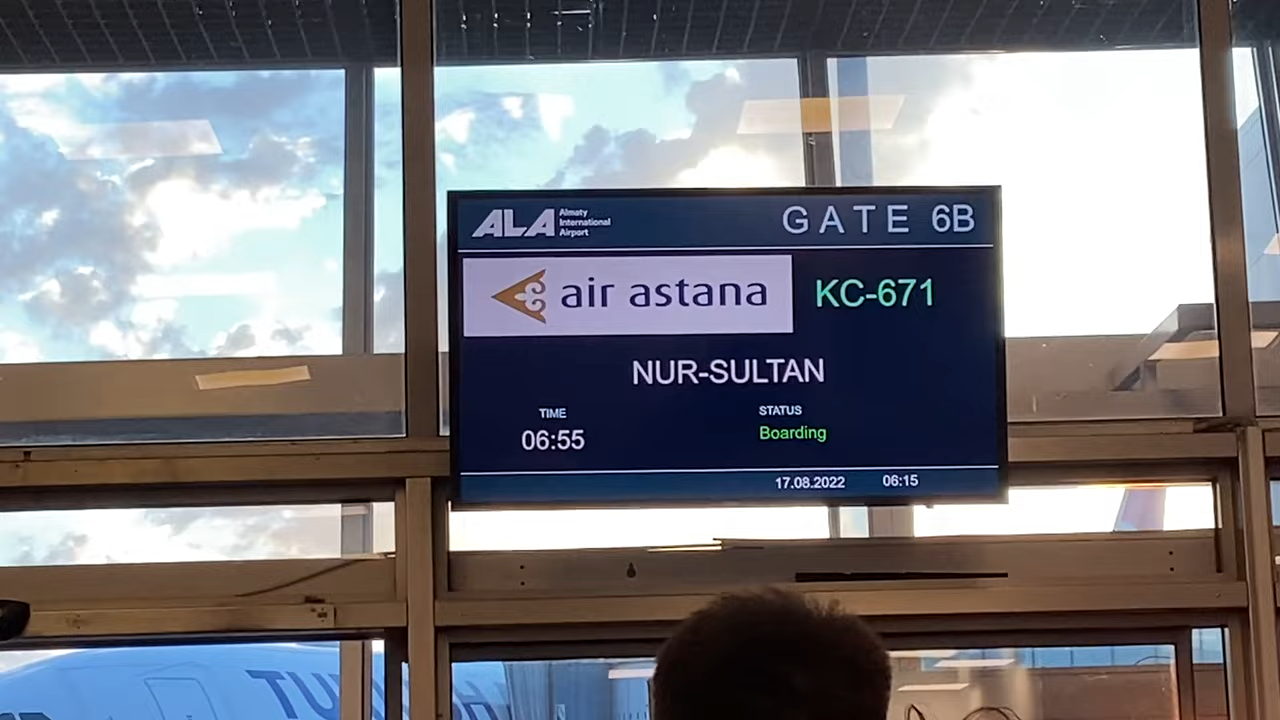 ALA Almaty International Airport
GATE 6B
air astana
KC-671
NUR-SULTAN
TIME
06:55
STATUS
Boarding
17.08.2022 06:15